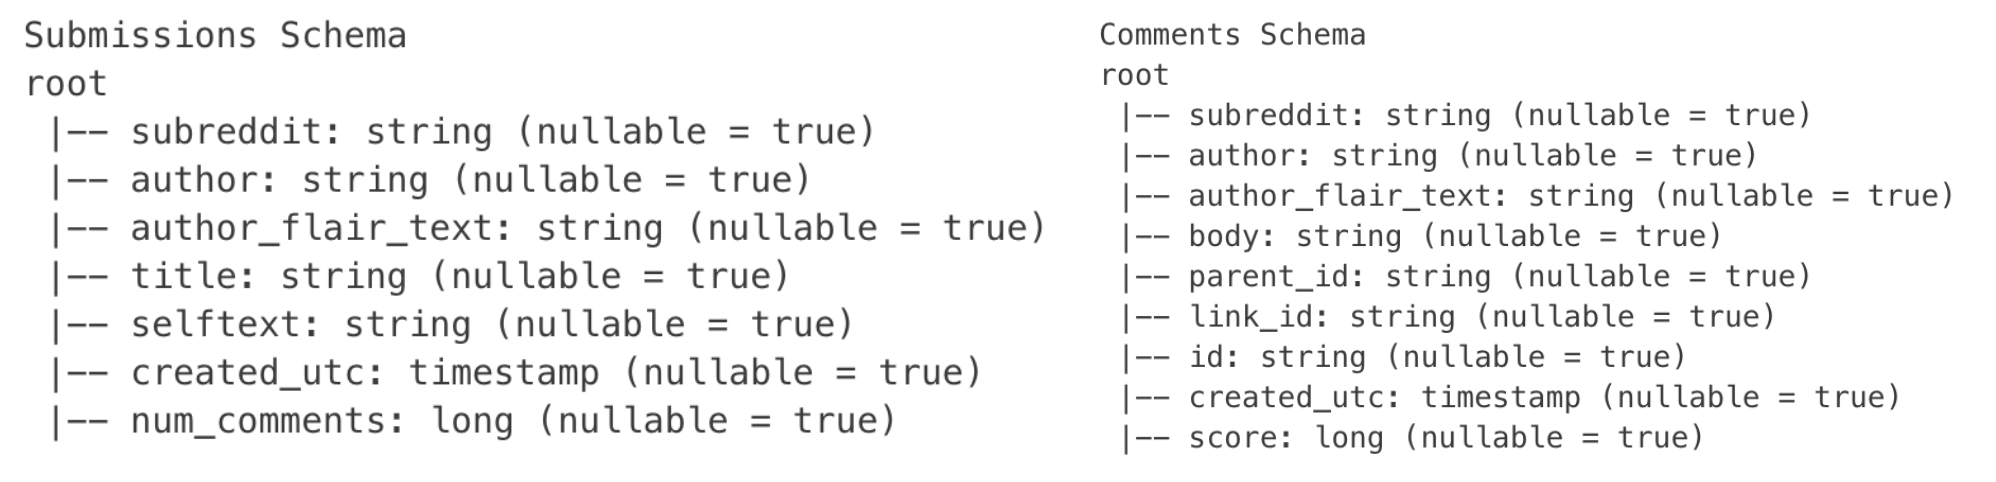 Submissions Schema
root
 |-- subreddit: string (nullable = true)
 |-- author: string (nullable = true)
 |-- author_flair_text: string (nullable = true)
 |-- title: string (nullable = true)
 |-- selftext: string (nullable = true)
 |-- created_utc: timestamp (nullable = true)
 |-- num_comments: long (nullable = true)
Comments Schema
root
 |-- subreddit: string (nullable = true)
 |-- author: string (nullable = true)
 |-- author_flair_text: string (nullable = true)
 |-- body: string (nullable = true)
 |-- parent_id: string (nullable = true)
 |-- link_id: string (nullable = true)
 |-- id: string (nullable = true)
 |-- created_utc: timestamp (nullable = true)
 |-- score: long (nullable = true)